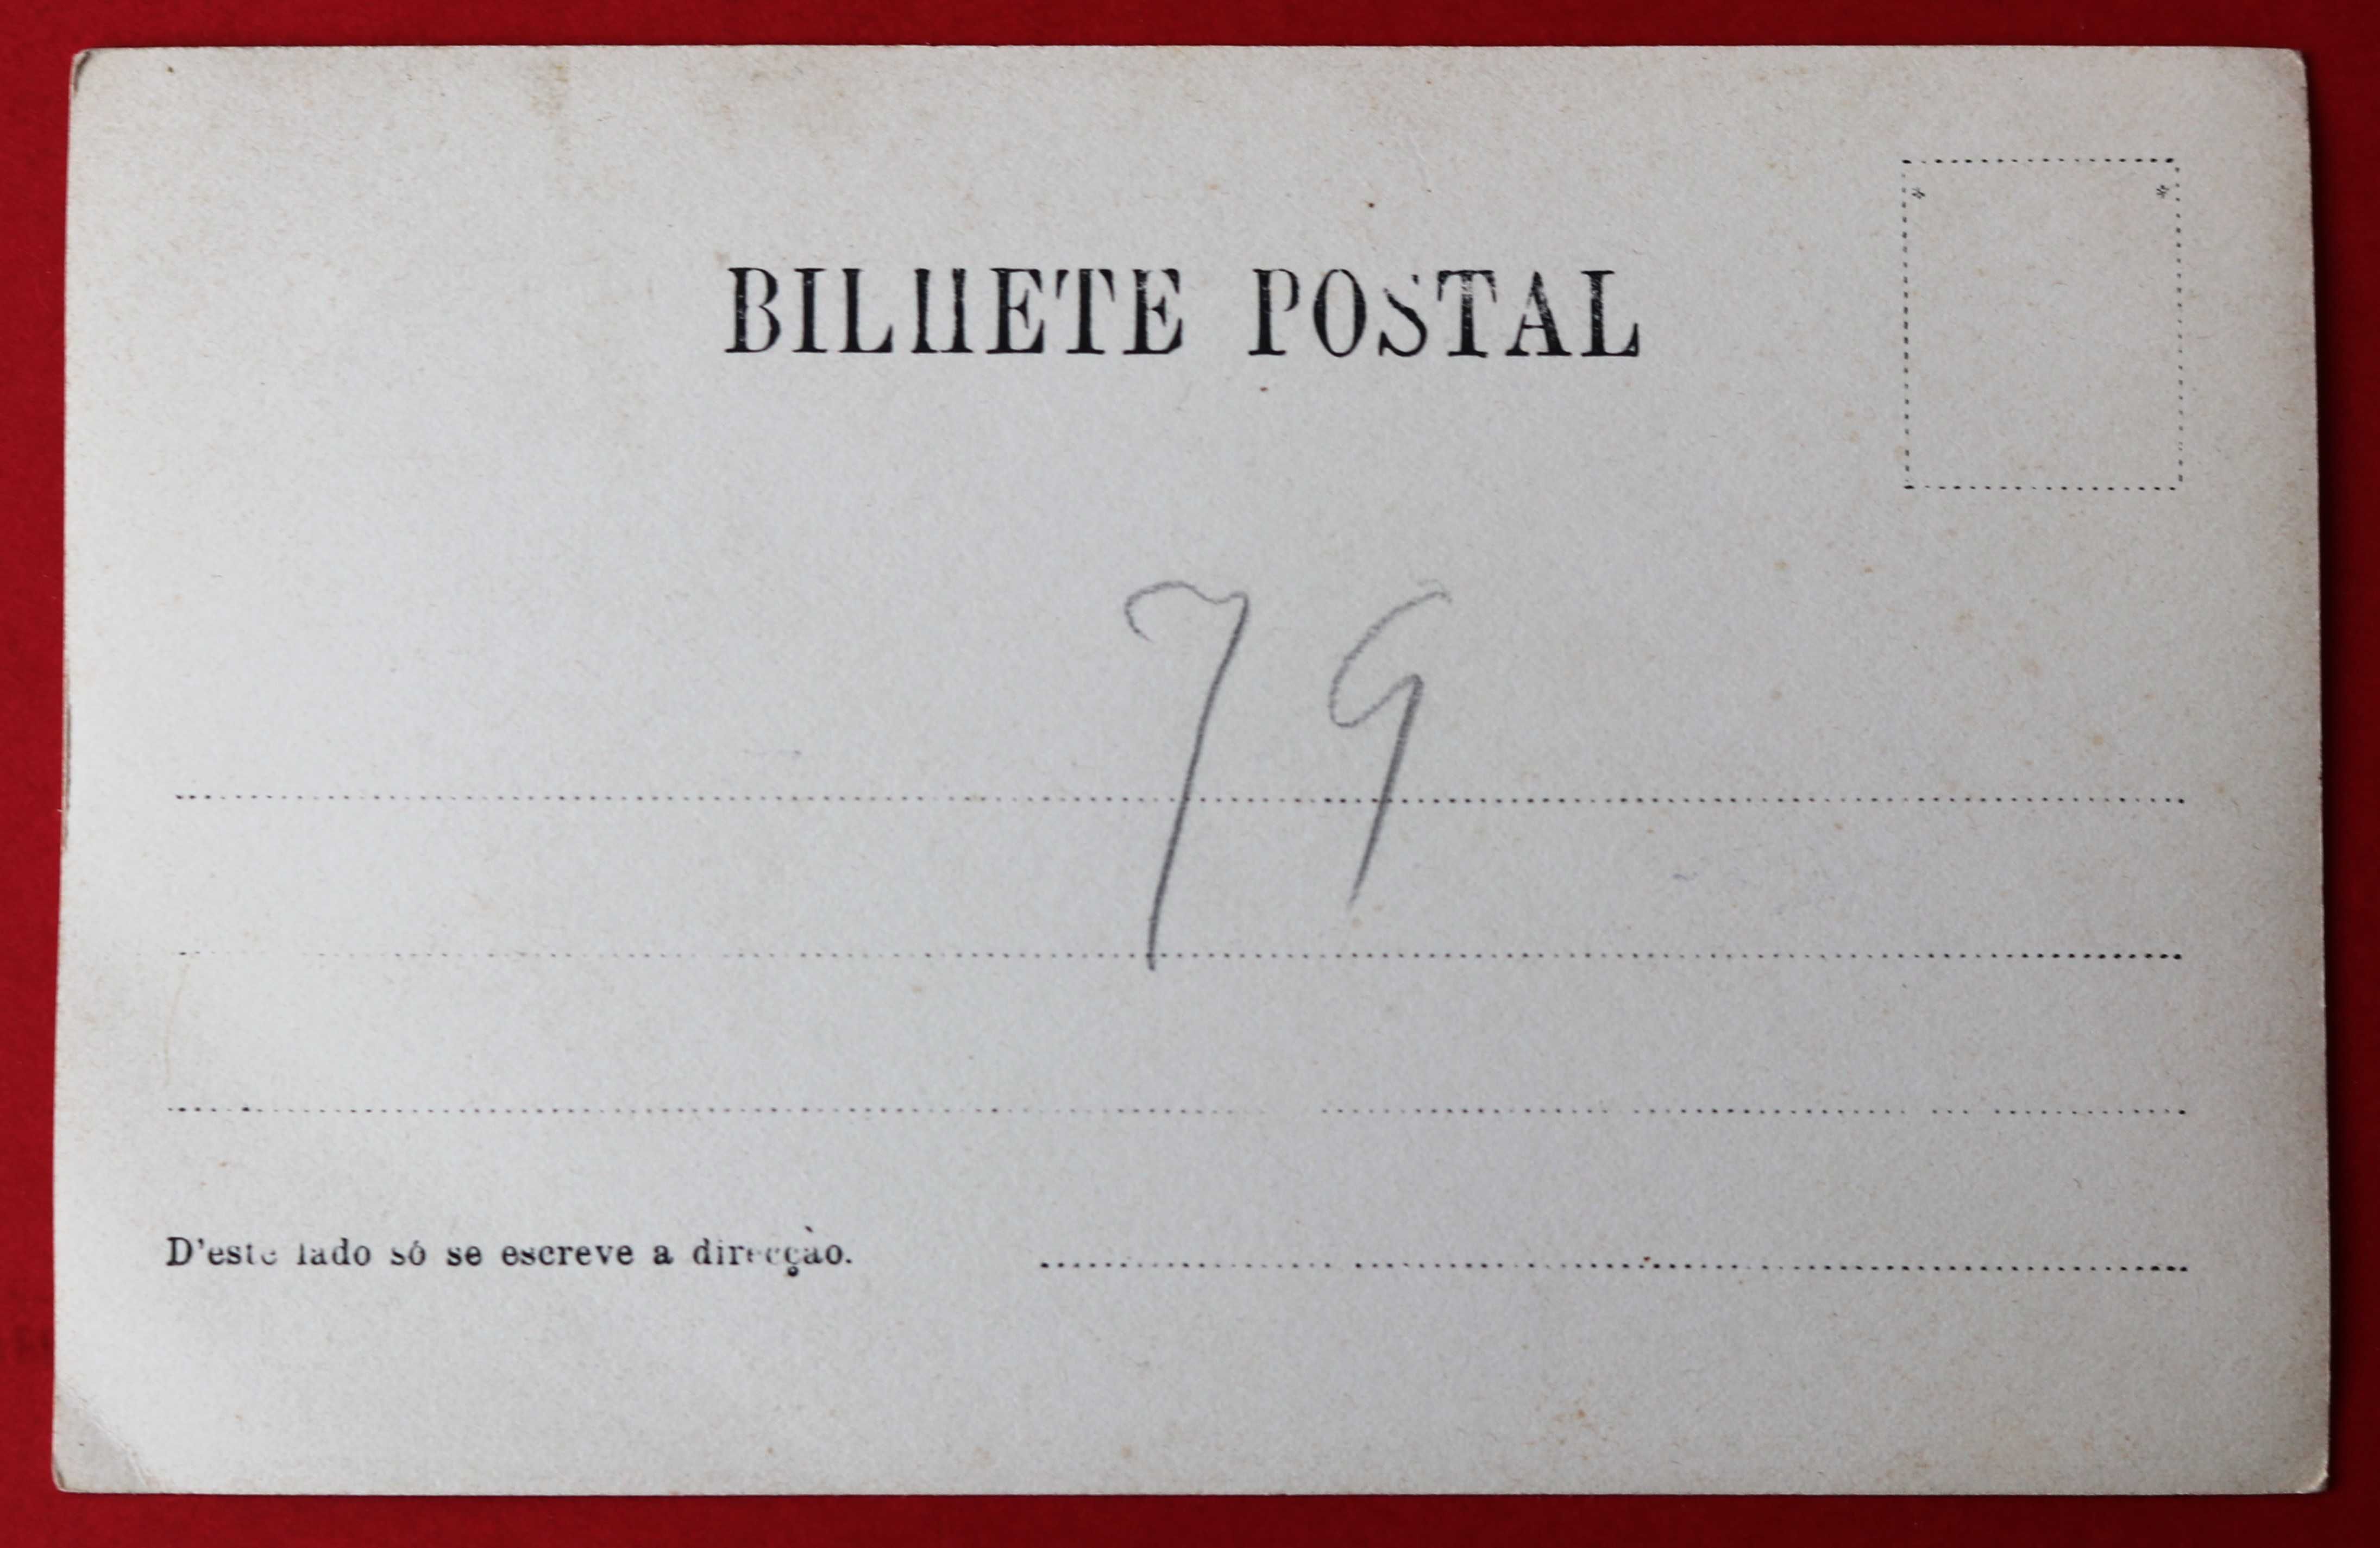 BILHETE POSTAL
79
D'este lado só se escreve a direcção.